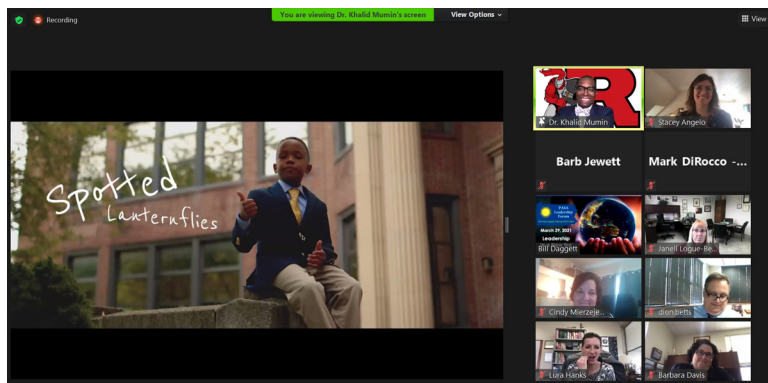 Recording
You are viewing Dr. Khalid Mumin's screen
View Options
View
Spotted
Lanternflies
R
Dr. Khalid Mumin
Stacey Angelo
Barb Jewett
Mark DiRocco -...
PASA
Leadership
Forum
March 29, 2021
Leadership
Bill Daggett
Janell Logue-Be...
Cindy Mierzeje...
dion betts
Lura Hanks
Barbara Davis